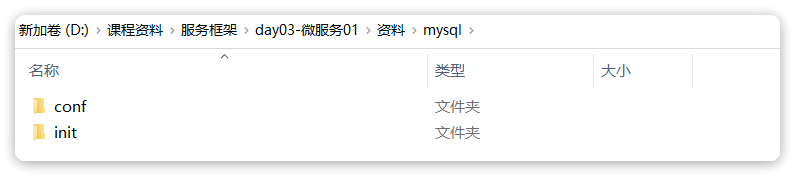 新加卷 (D:) > 课程资料 > 服务框架 > day03-微服务01 > 资料 > mysql >
名称 类型 大小
conf 文件夹
init 文件夹